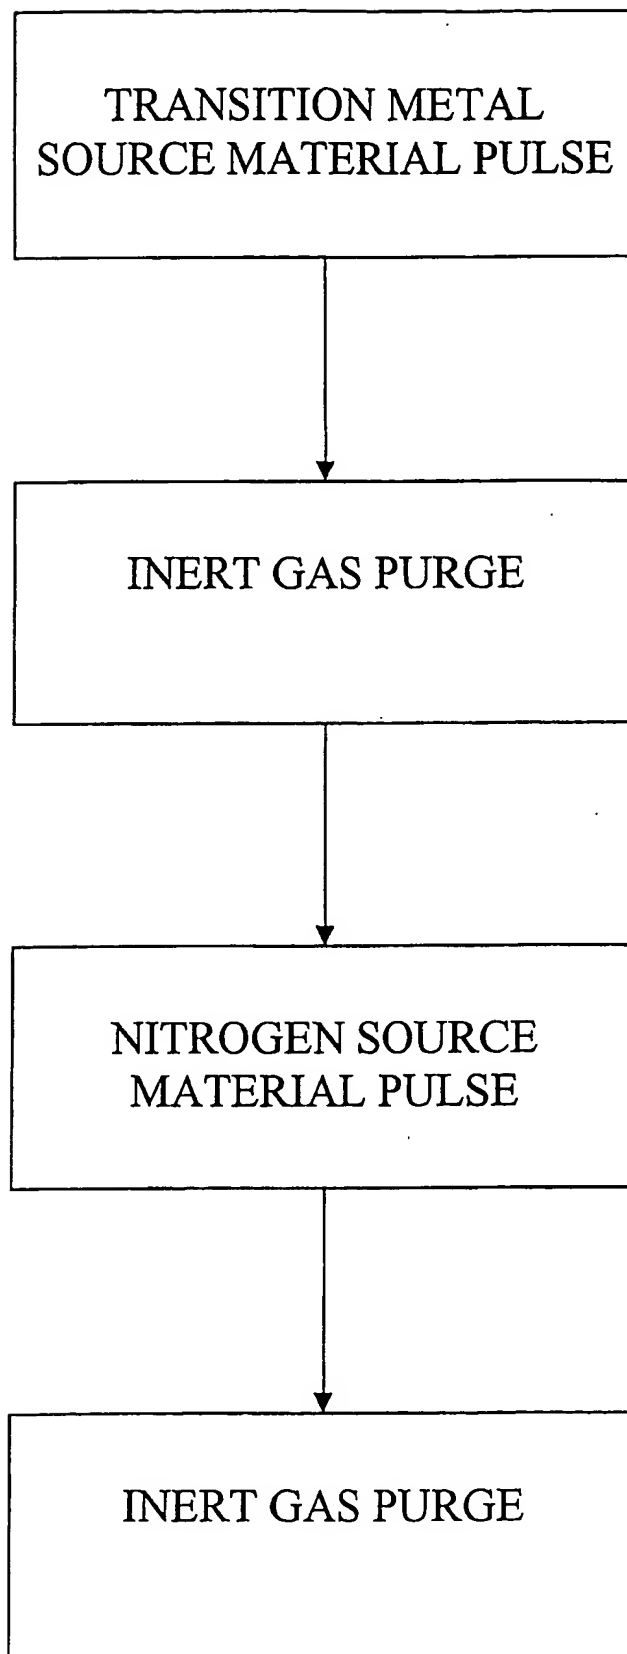 TRANSITION METAL
SOURCE MATERIAL PULSE
INERT GAS PURGE
NITROGEN SOURCE
MATERIAL PULSE
INERT GAS PURGE